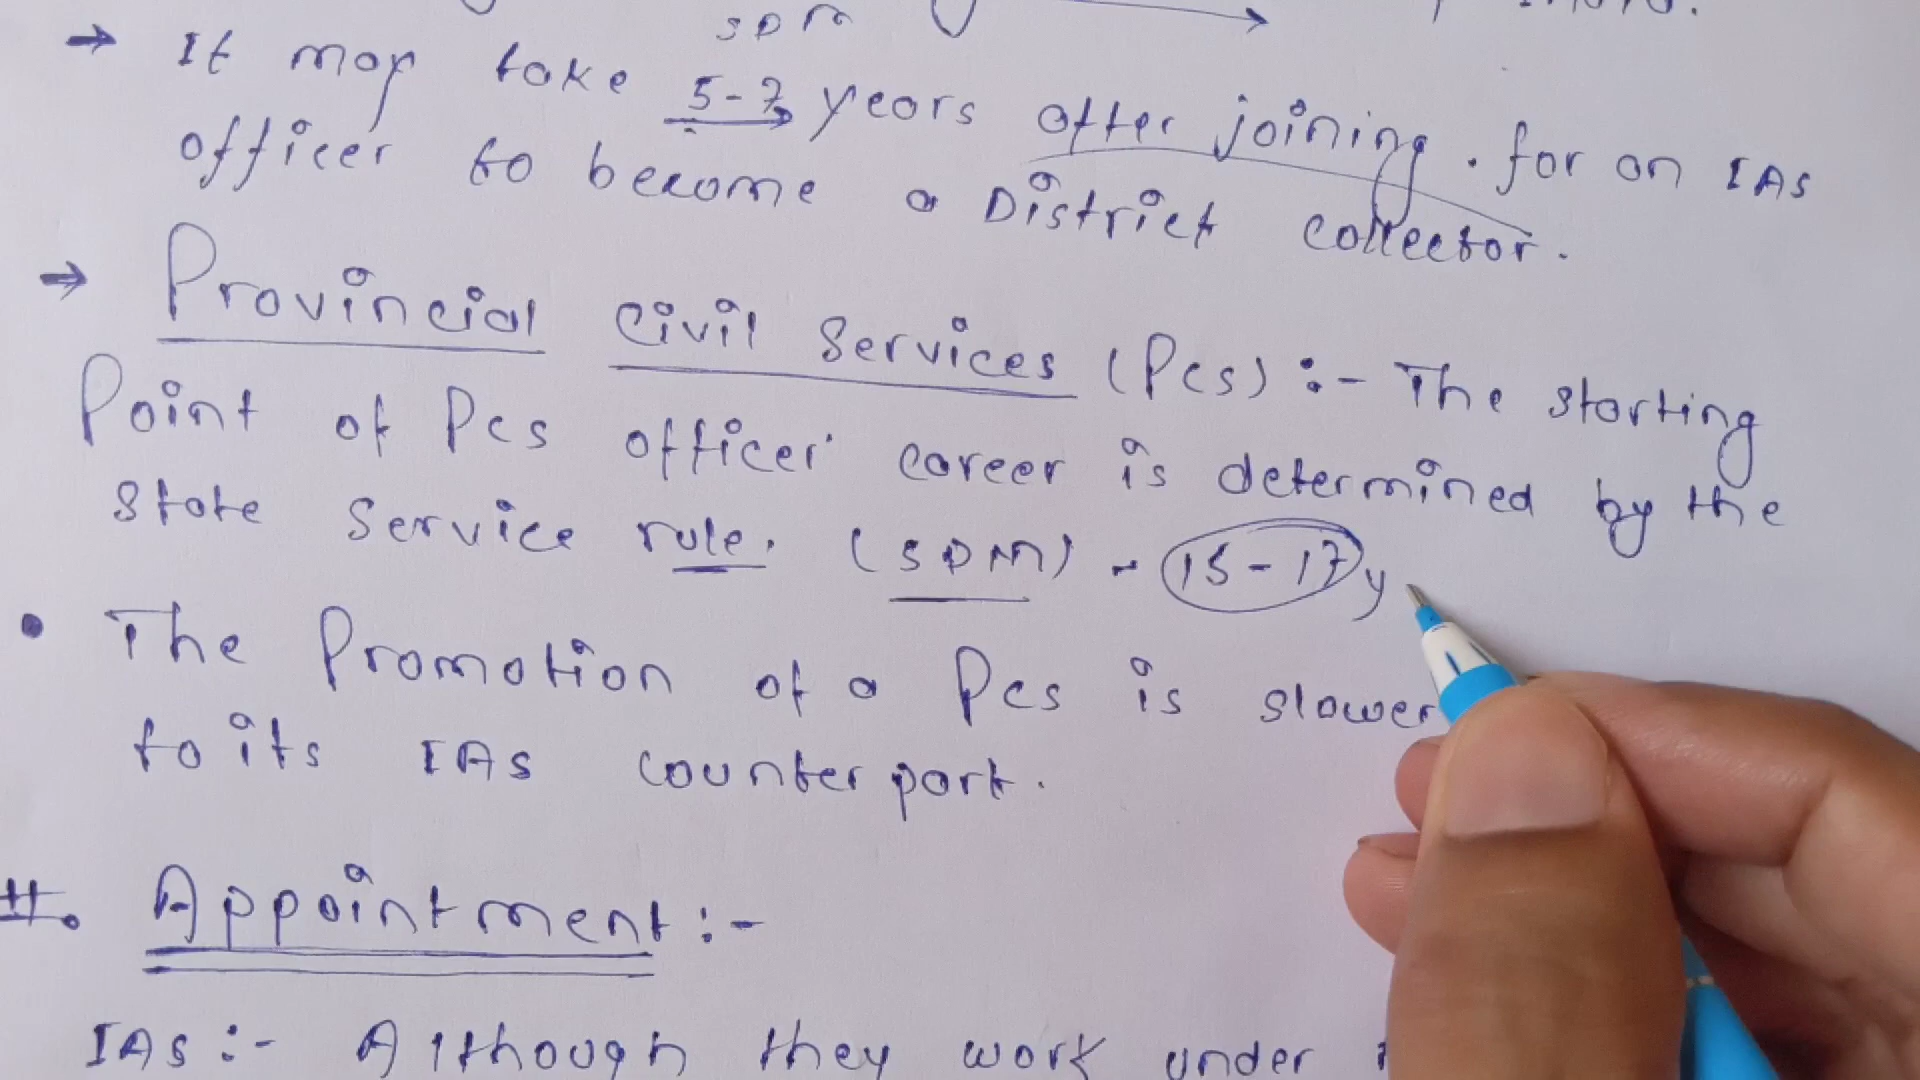 SDM
→ It may take 5-7 years after joining. for an IAS
officer to become a District collector.
→ Provincial Civil Services (PCS) :- The starting
Point of PCS officer career is determined by the
state service rule. (SDM) - 15-17 y
• The Promotion of a PCS is slower
to its IAS counterpart.
#. Appointment :-
IAS :- Although they work under